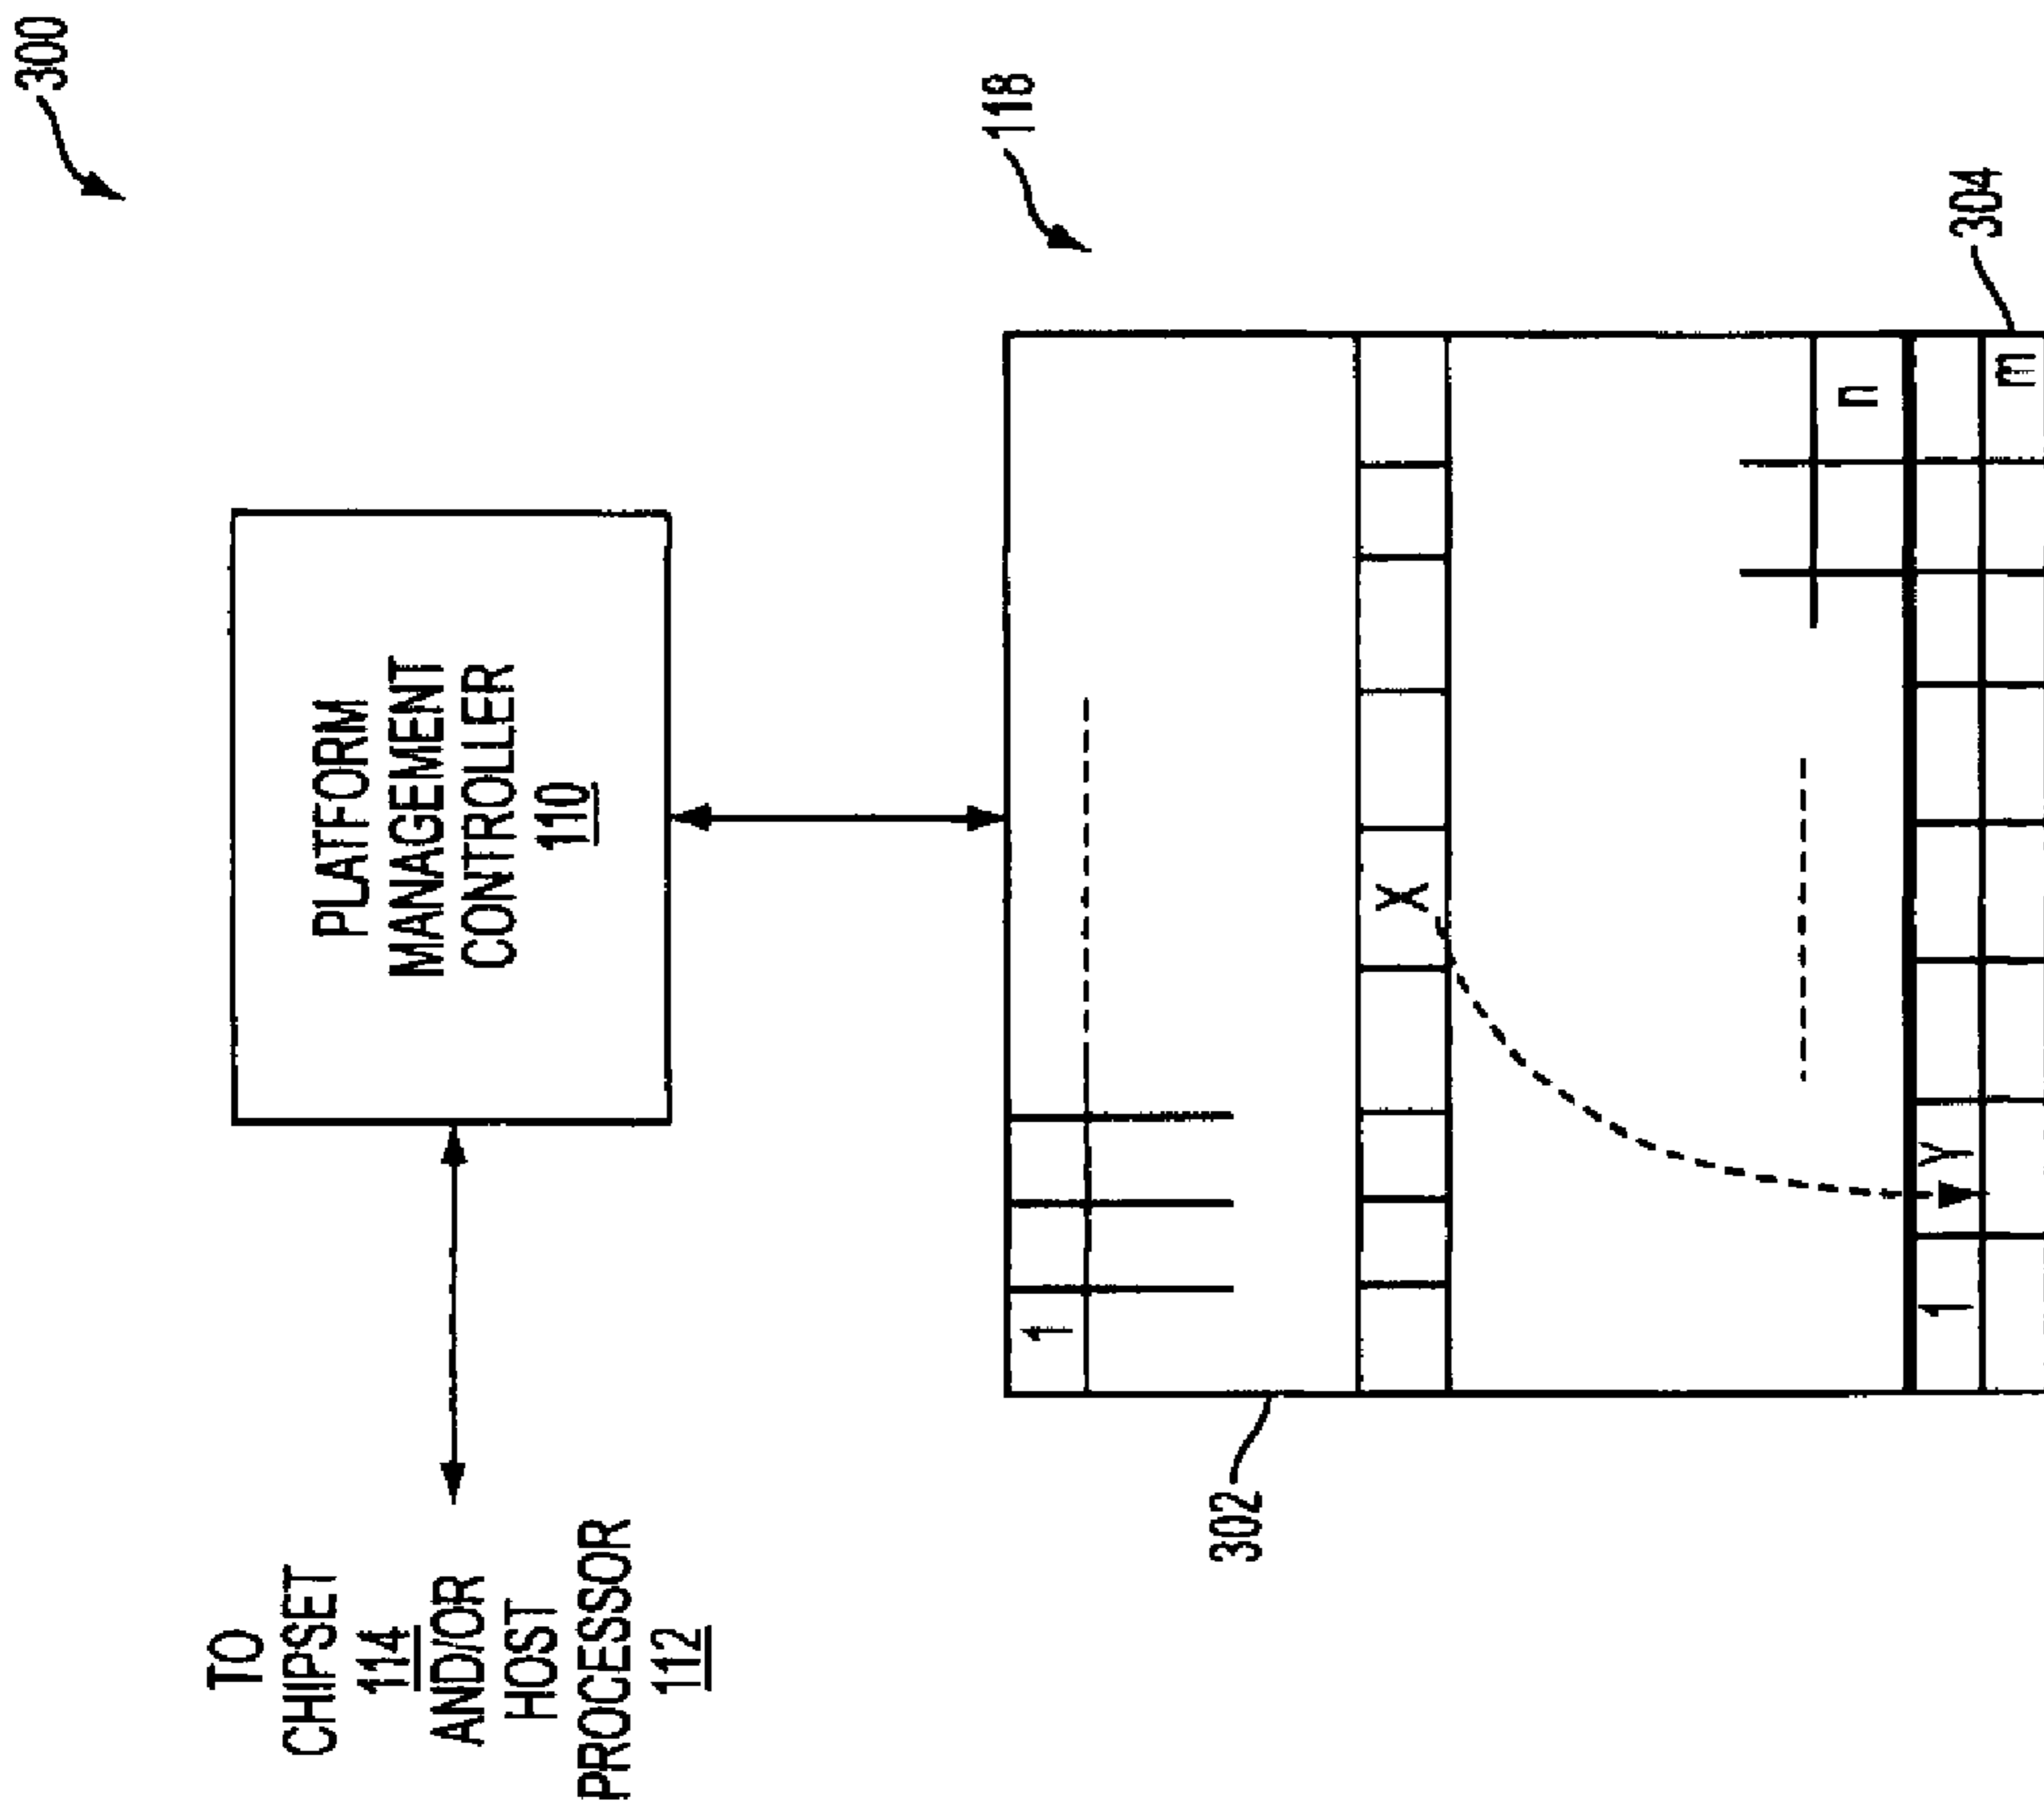 300
PLATFORM
MANAGEMENT
CONTROLLER
110
TO
CHIPSET
114
AND/OR
HOST
PROCESSOR
112
118
1
X
n
302
304
1
Y
m